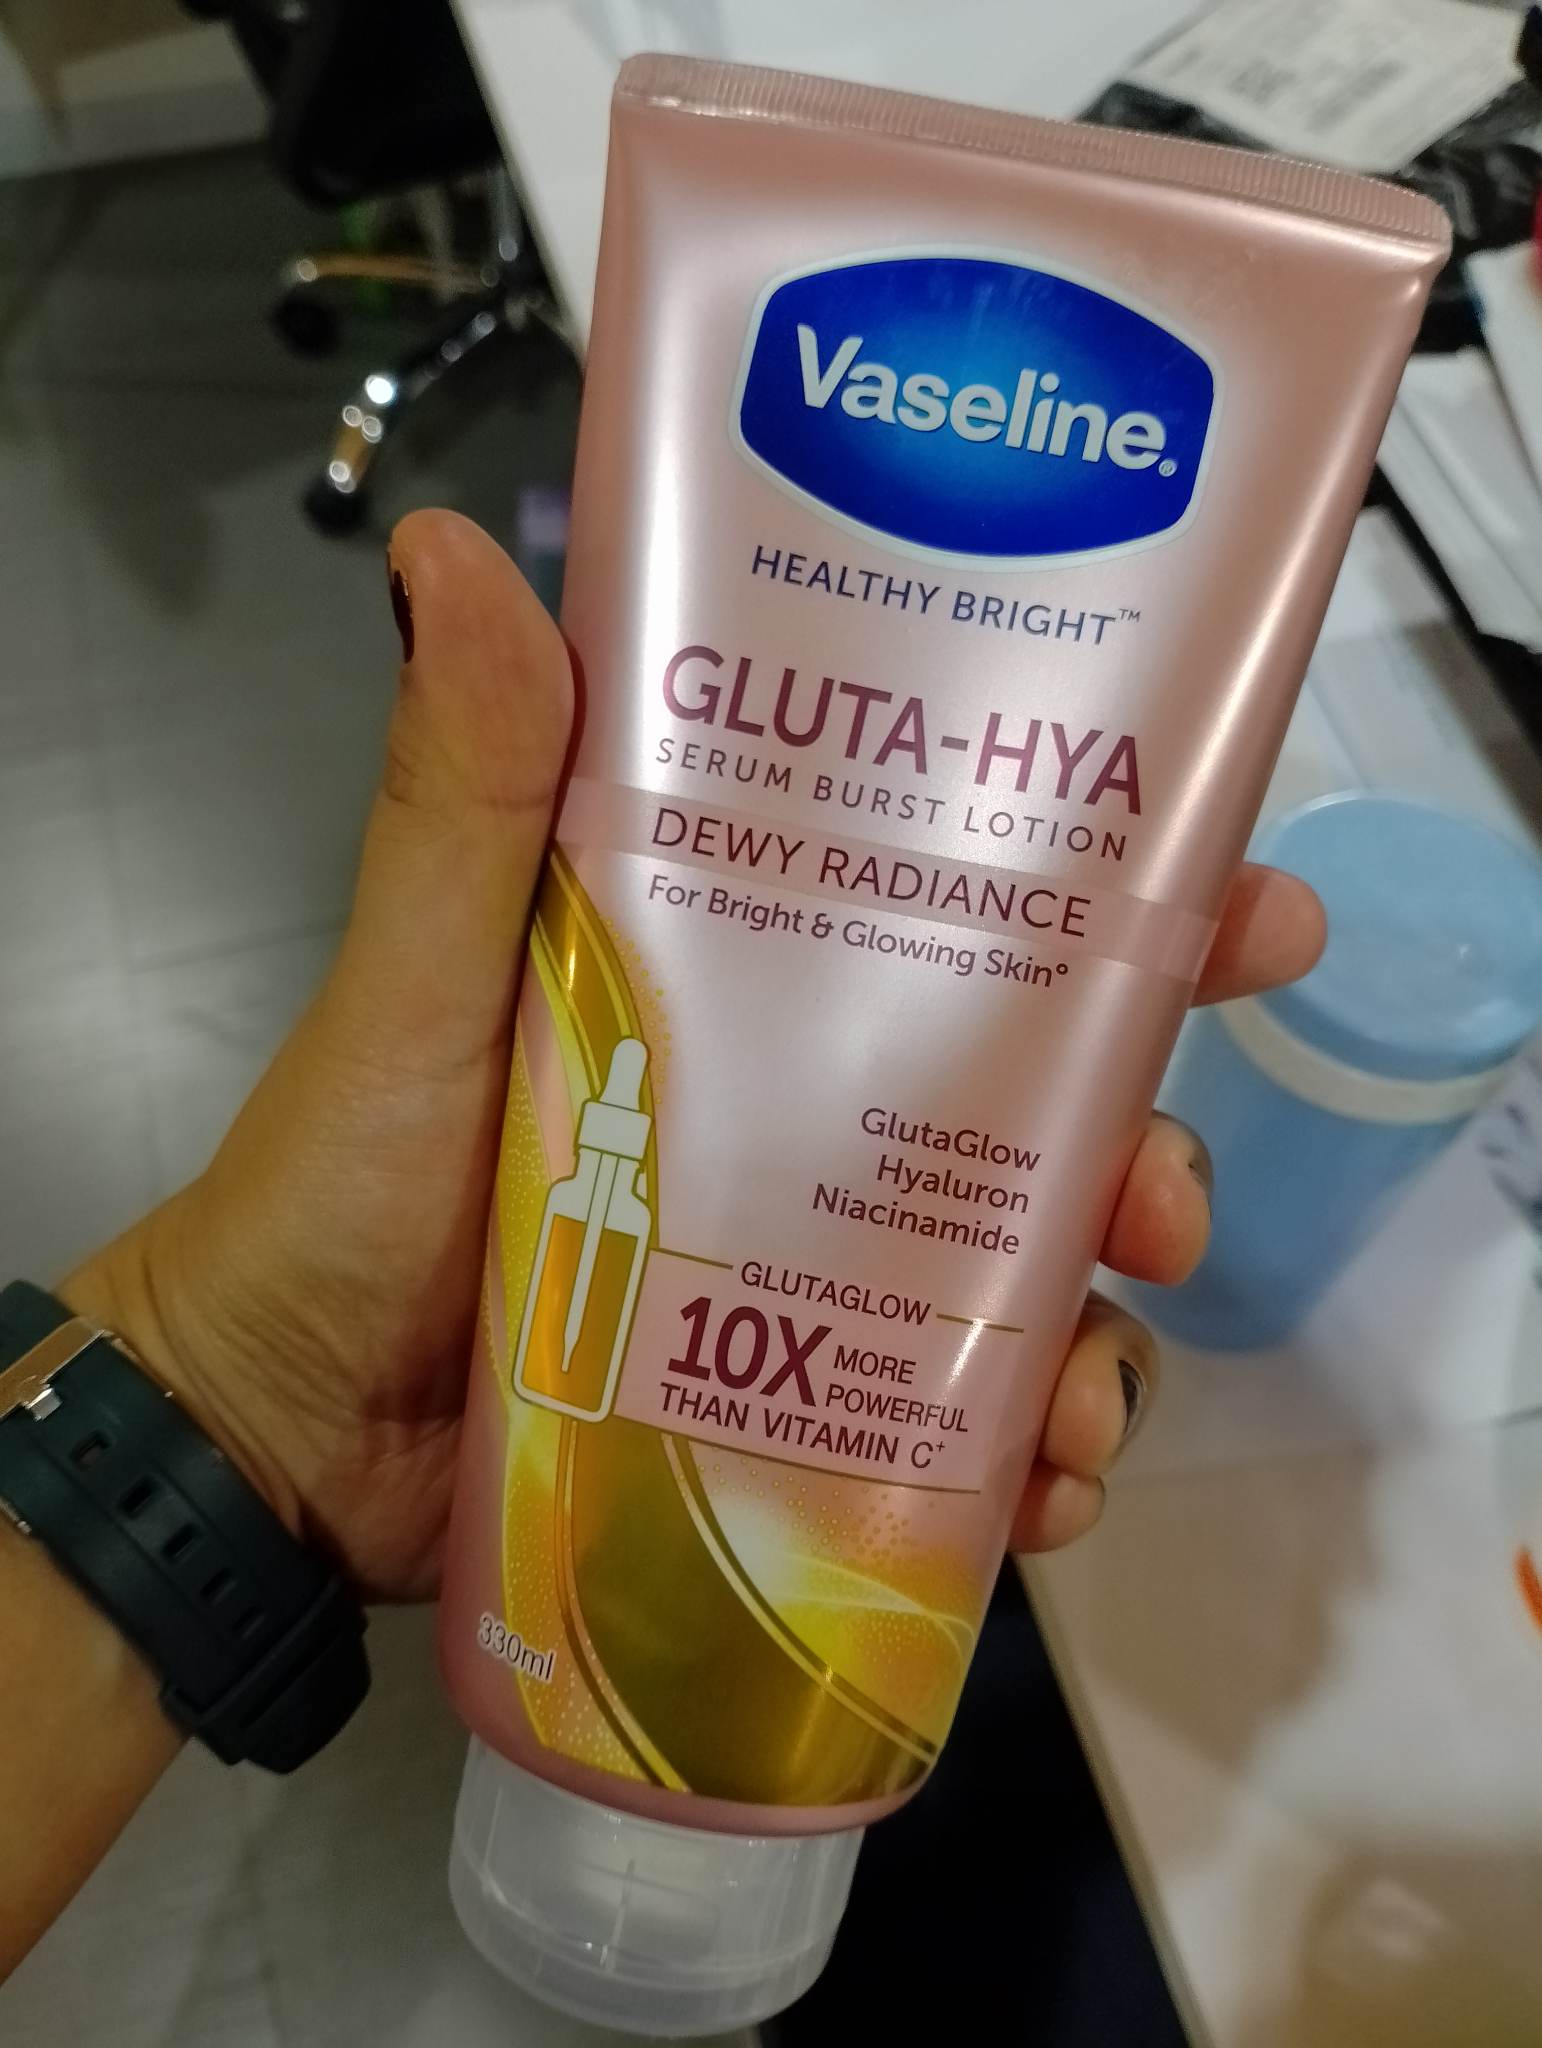 Vaseline®
HEALTHY BRIGHT™
GLUTA-HYA
SERUM BURST LOTION
DEWY RADIANCE
For Bright & Glowing Skin°
GlutaGlow
Hyaluron
Niacinamide
GLUTAGLOW
10X MORE
POWERFUL
THAN VITAMIN C⁺
330ml